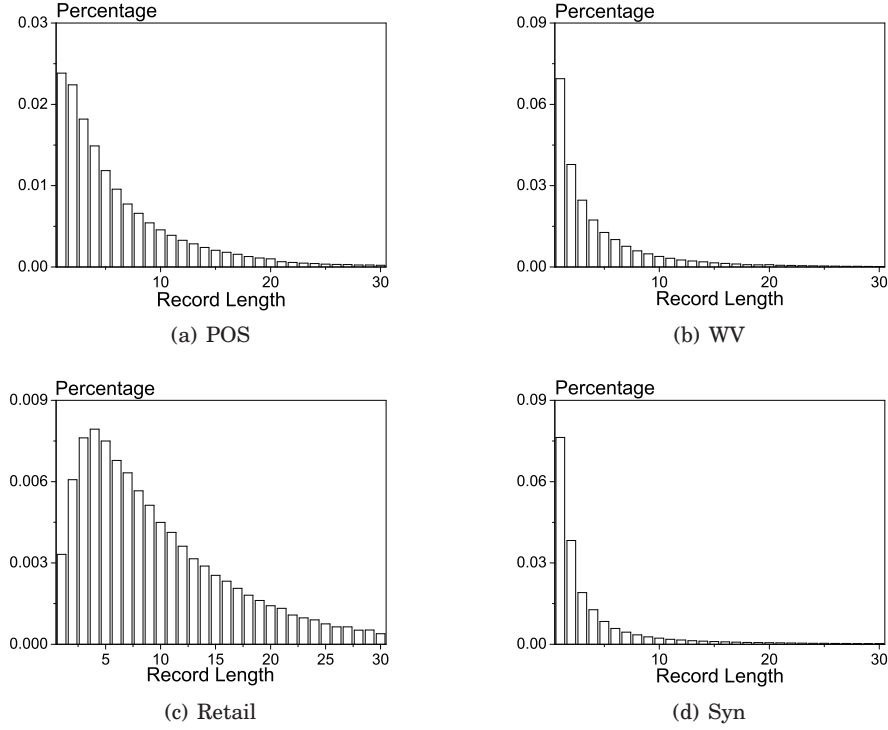 Percentage
0.03
0.02
0.01
0.00
10
20
30
Record Length
(a) POS
Percentage
0.09
0.06
0.03
0.00
10
20
30
Record Length
(b) WV
Percentage
0.009
0.006
0.003
0.000
5
10
15
20
25
30
Record Length
(c) Retail
Percentage
0.09
0.06
0.03
0.00
10
20
30
Record Length
(d) Syn